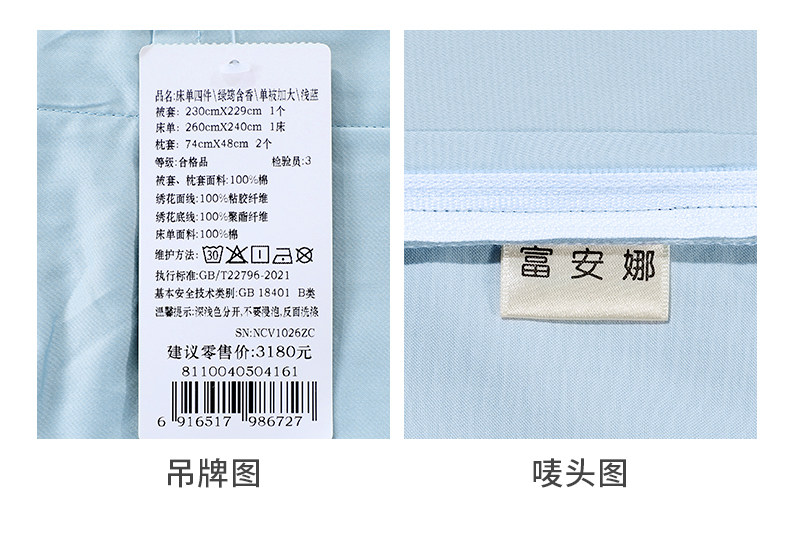 品名:床单四件\绿筠含香\单被加大\浅蓝
被套: 230cmX229cm 1个
床单: 260cmX240cm 1床
枕套: 74cmX48cm 2个
等级:合格品 检验员:3
被套、枕套面料:100%棉
绣花面线:100%粘胶纤维
绣花底线:100%聚酯纤维
床单面料:100%棉
维护方法: 30
执行标准:GB/T22796-2021
基本安全技术类别:GB 18401 B类
温馨提示:深浅色分开,不要浸泡,反面洗涤
SN:NCV1026ZC
建议零售价:3180元
8110040504161
6 916517 986727
富安娜
吊牌图
唛头图